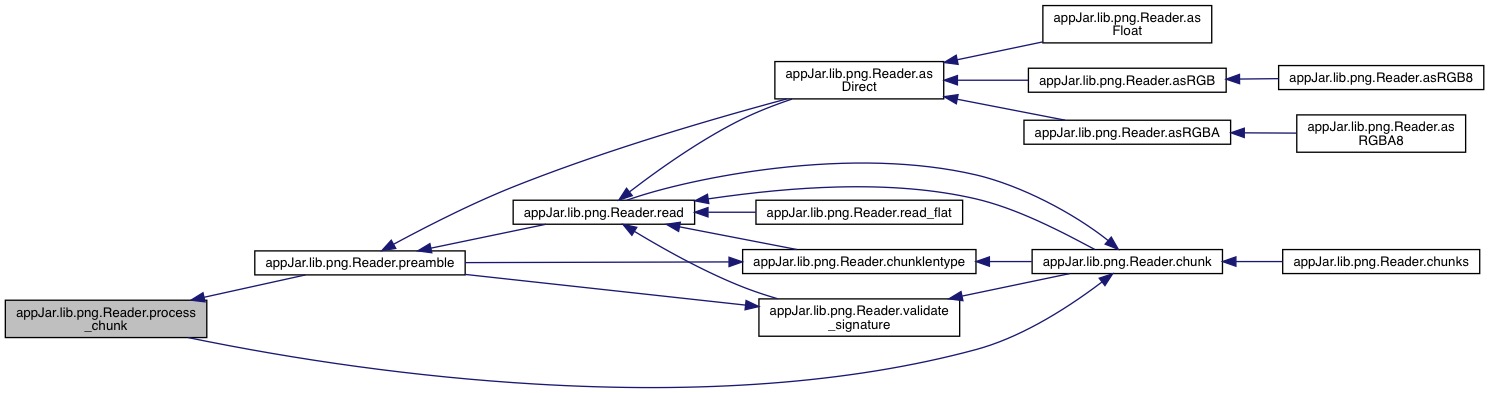 appJar.lib.png.Reader.as
Float
appJar.lib.png.Reader.as
Direct
appJar.lib.png.Reader.asRGB
appJar.lib.png.Reader.asRGB8
appJar.lib.png.Reader.asRGBA
appJar.lib.png.Reader.as
RGBA8
appJar.lib.png.Reader.read
appJar.lib.png.Reader.read_flat
appJar.lib.png.Reader.preamble
appJar.lib.png.Reader.chunklentype
appJar.lib.png.Reader.chunk
appJar.lib.png.Reader.chunks
appJar.lib.png.Reader.process
_chunk
appJar.lib.png.Reader.validate
_signature